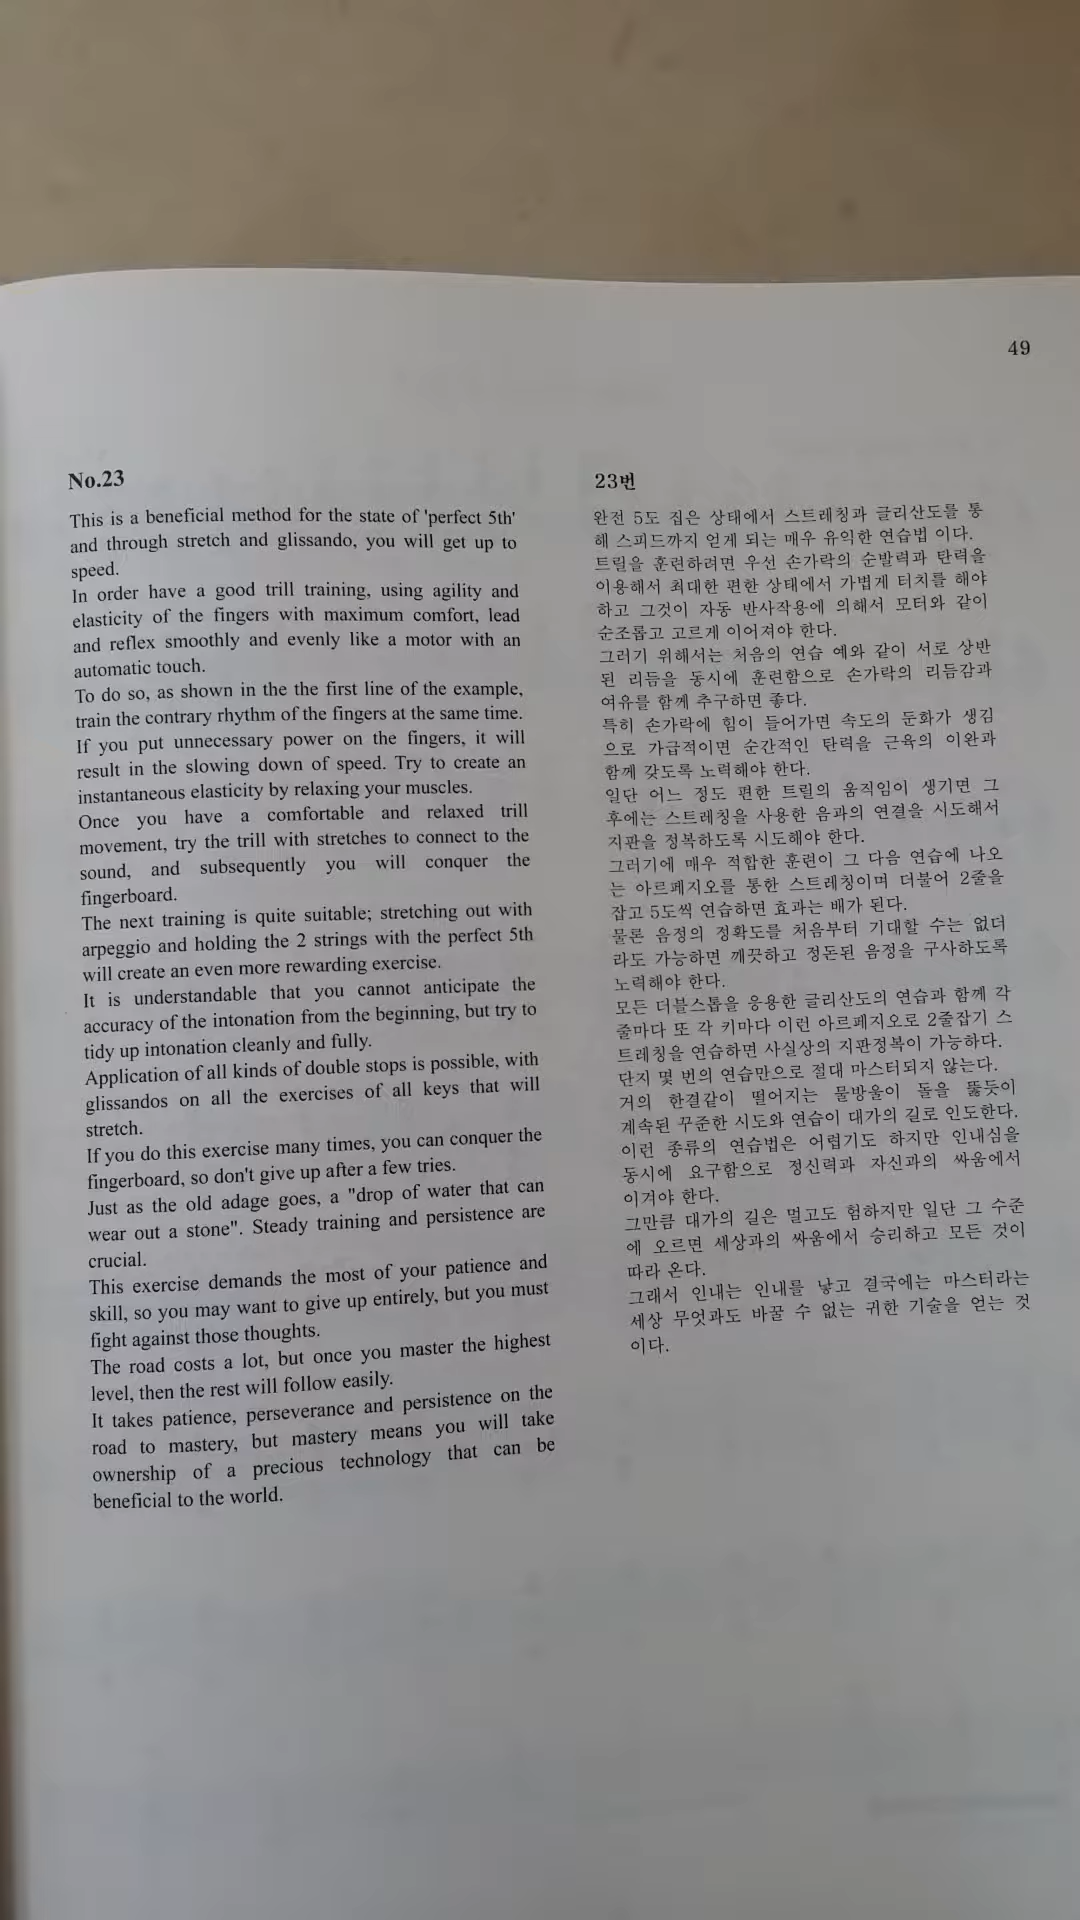 49
No.23
This is a beneficial method for the state of 'perfect 5th'
and through stretch and glissando, you will get up to
speed.
In order have a good trill training, using agility and
elasticity of the fingers with maximum comfort, lead
and reflex smoothly and evenly like a motor with an
automatic touch.
To do so, as shown in the the first line of the example,
train the contrary rhythm of the fingers at the same time.
If you put unnecessary power on the fingers, it will
result in the slowing down of speed. Try to create an
instantaneous elasticity by relaxing your muscles.
Once you have a comfortable and relaxed trill
movement, try the trill with stretches to connect to the
sound, and subsequently you will conquer the
fingerboard.
The next training is quite suitable; stretching out with
arpeggio and holding the 2 strings with the perfect 5th
will create an even more rewarding exercise.
It is understandable that you cannot anticipate the
accuracy of the intonation from the beginning, but try to
tidy up intonation cleanly and fully.
Application of all kinds of double stops is possible, with
glissandos on all the exercises of all keys that will
stretch.
If you do this exercise many times, you can conquer the
fingerboard, so don't give up after a few tries.
Just as the old adage goes, a "drop of water that can
wear out a stone". Steady training and persistence are
crucial.
This exercise demands the most of your patience and
skill, so you may want to give up entirely, but you must
fight against those thoughts.
The road costs a lot, but once you master the highest
level, then the rest will follow easily.
It takes patience, perseverance and persistence on the
road to mastery, but mastery means you will take
ownership of a precious technology that can be
beneficial to the world.
23번
완전 5도 집은 상태에서 스트레칭과 글리산도를 통
해 스피드까지 얻게 되는 매우 유익한 연습법 이다.
트릴을 훈련하려면 우선 손가락의 순발력과 탄력을
이용해서 최대한 편한 상태에서 가볍게 터치를 해야
하고 그것이 자동 반사작용에 의해서 모터와 같이
순조롭고 고르게 이어져야 한다.
그러기 위해서는 처음의 연습 예와 같이 서로 상반
된 리듬을 동시에 훈련함으로 손가락의 리듬감과
여유를 함께 추구하면 좋다.
특히 손가락에 힘이 들어가면 속도의 둔화가 생김
으로 가급적이면 순간적인 탄력을 근육의 이완과
함께 갖도록 노력해야 한다.
일단 어느 정도 편한 트릴의 움직임이 생기면 그
후에는 스트레칭을 사용한 음과의 연결을 시도해서
지판을 정복하도록 시도해야 한다.
그러기에 매우 적합한 훈련이 그 다음 연습에 나오
는 아르페지오를 통한 스트레칭이며 더불어 2줄을
잡고 5도씩 연습하면 효과는 배가 된다.
물론 음정의 정확도를 처음부터 기대할 수는 없더
라도 가능하면 깨끗하고 정돈된 음정을 구사하도록
노력해야 한다.
모든 더블스톱을 응용한 글리산도의 연습과 함께 각
줄마다 또 각 키마다 이런 아르페지오로 2줄잡기 스
트레칭을 연습하면 사실상의 지판정복이 가능하다.
단지 몇 번의 연습만으로 절대 마스터되지 않는다.
거의 한결같이 떨어지는 물방울이 돌을 뚫듯이
계속된 꾸준한 시도와 연습이 대가의 길로 인도한다.
이런 종류의 연습법은 어렵기도 하지만 인내심을
동시에 요구함으로 정신력과 자신과의 싸움에서
이겨야 한다.
그만큼 대가의 길은 멀고도 험하지만 일단 그 수준
에 오르면 세상과의 싸움에서 승리하고 모든 것이
따라 온다.
그래서 인내는 인내를 낳고 결국에는 마스터라는
세상 무엇과도 바꿀 수 없는 귀한 기술을 얻는 것
이다.